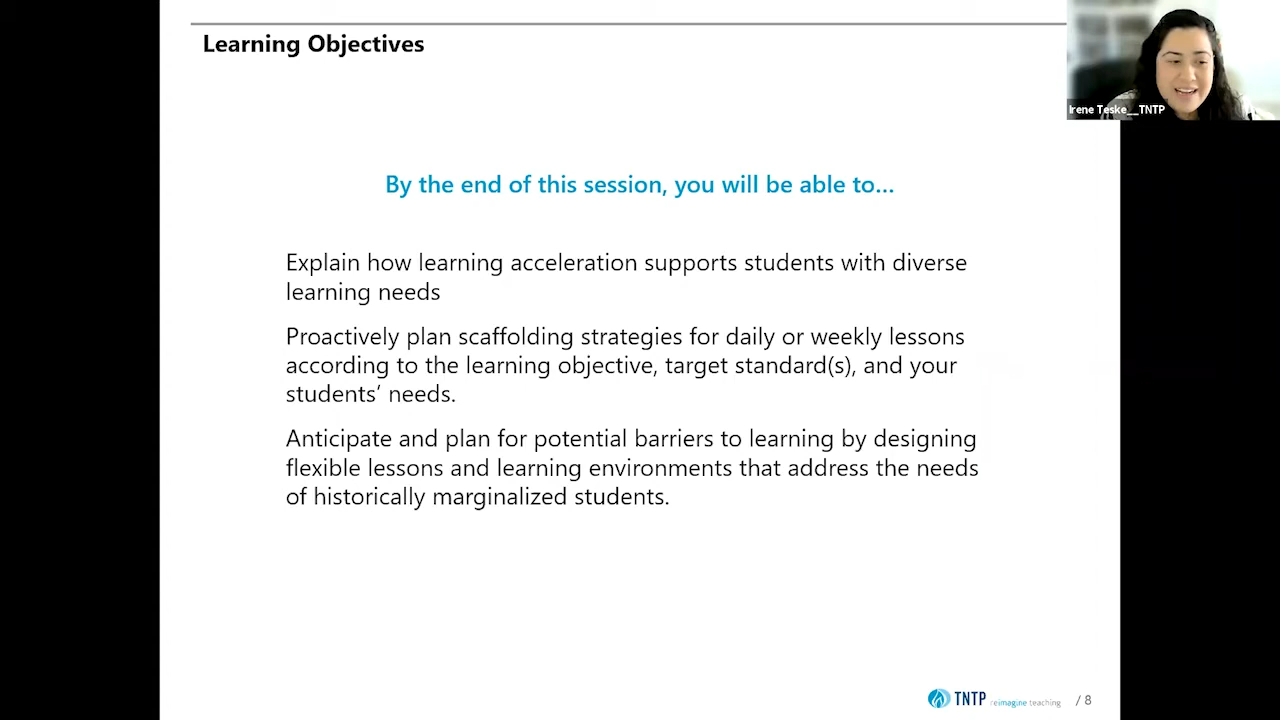 Learning Objectives
Irene Teske__TNTP
By the end of this session, you will be able to...
Explain how learning acceleration supports students with diverse
learning needs
Proactively plan scaffolding strategies for daily or weekly lessons
according to the learning objective, target standard(s), and your
students’ needs.
Anticipate and plan for potential barriers to learning by designing
flexible lessons and learning environments that address the needs
of historically marginalized students.
TNTP reimagine teaching / 8